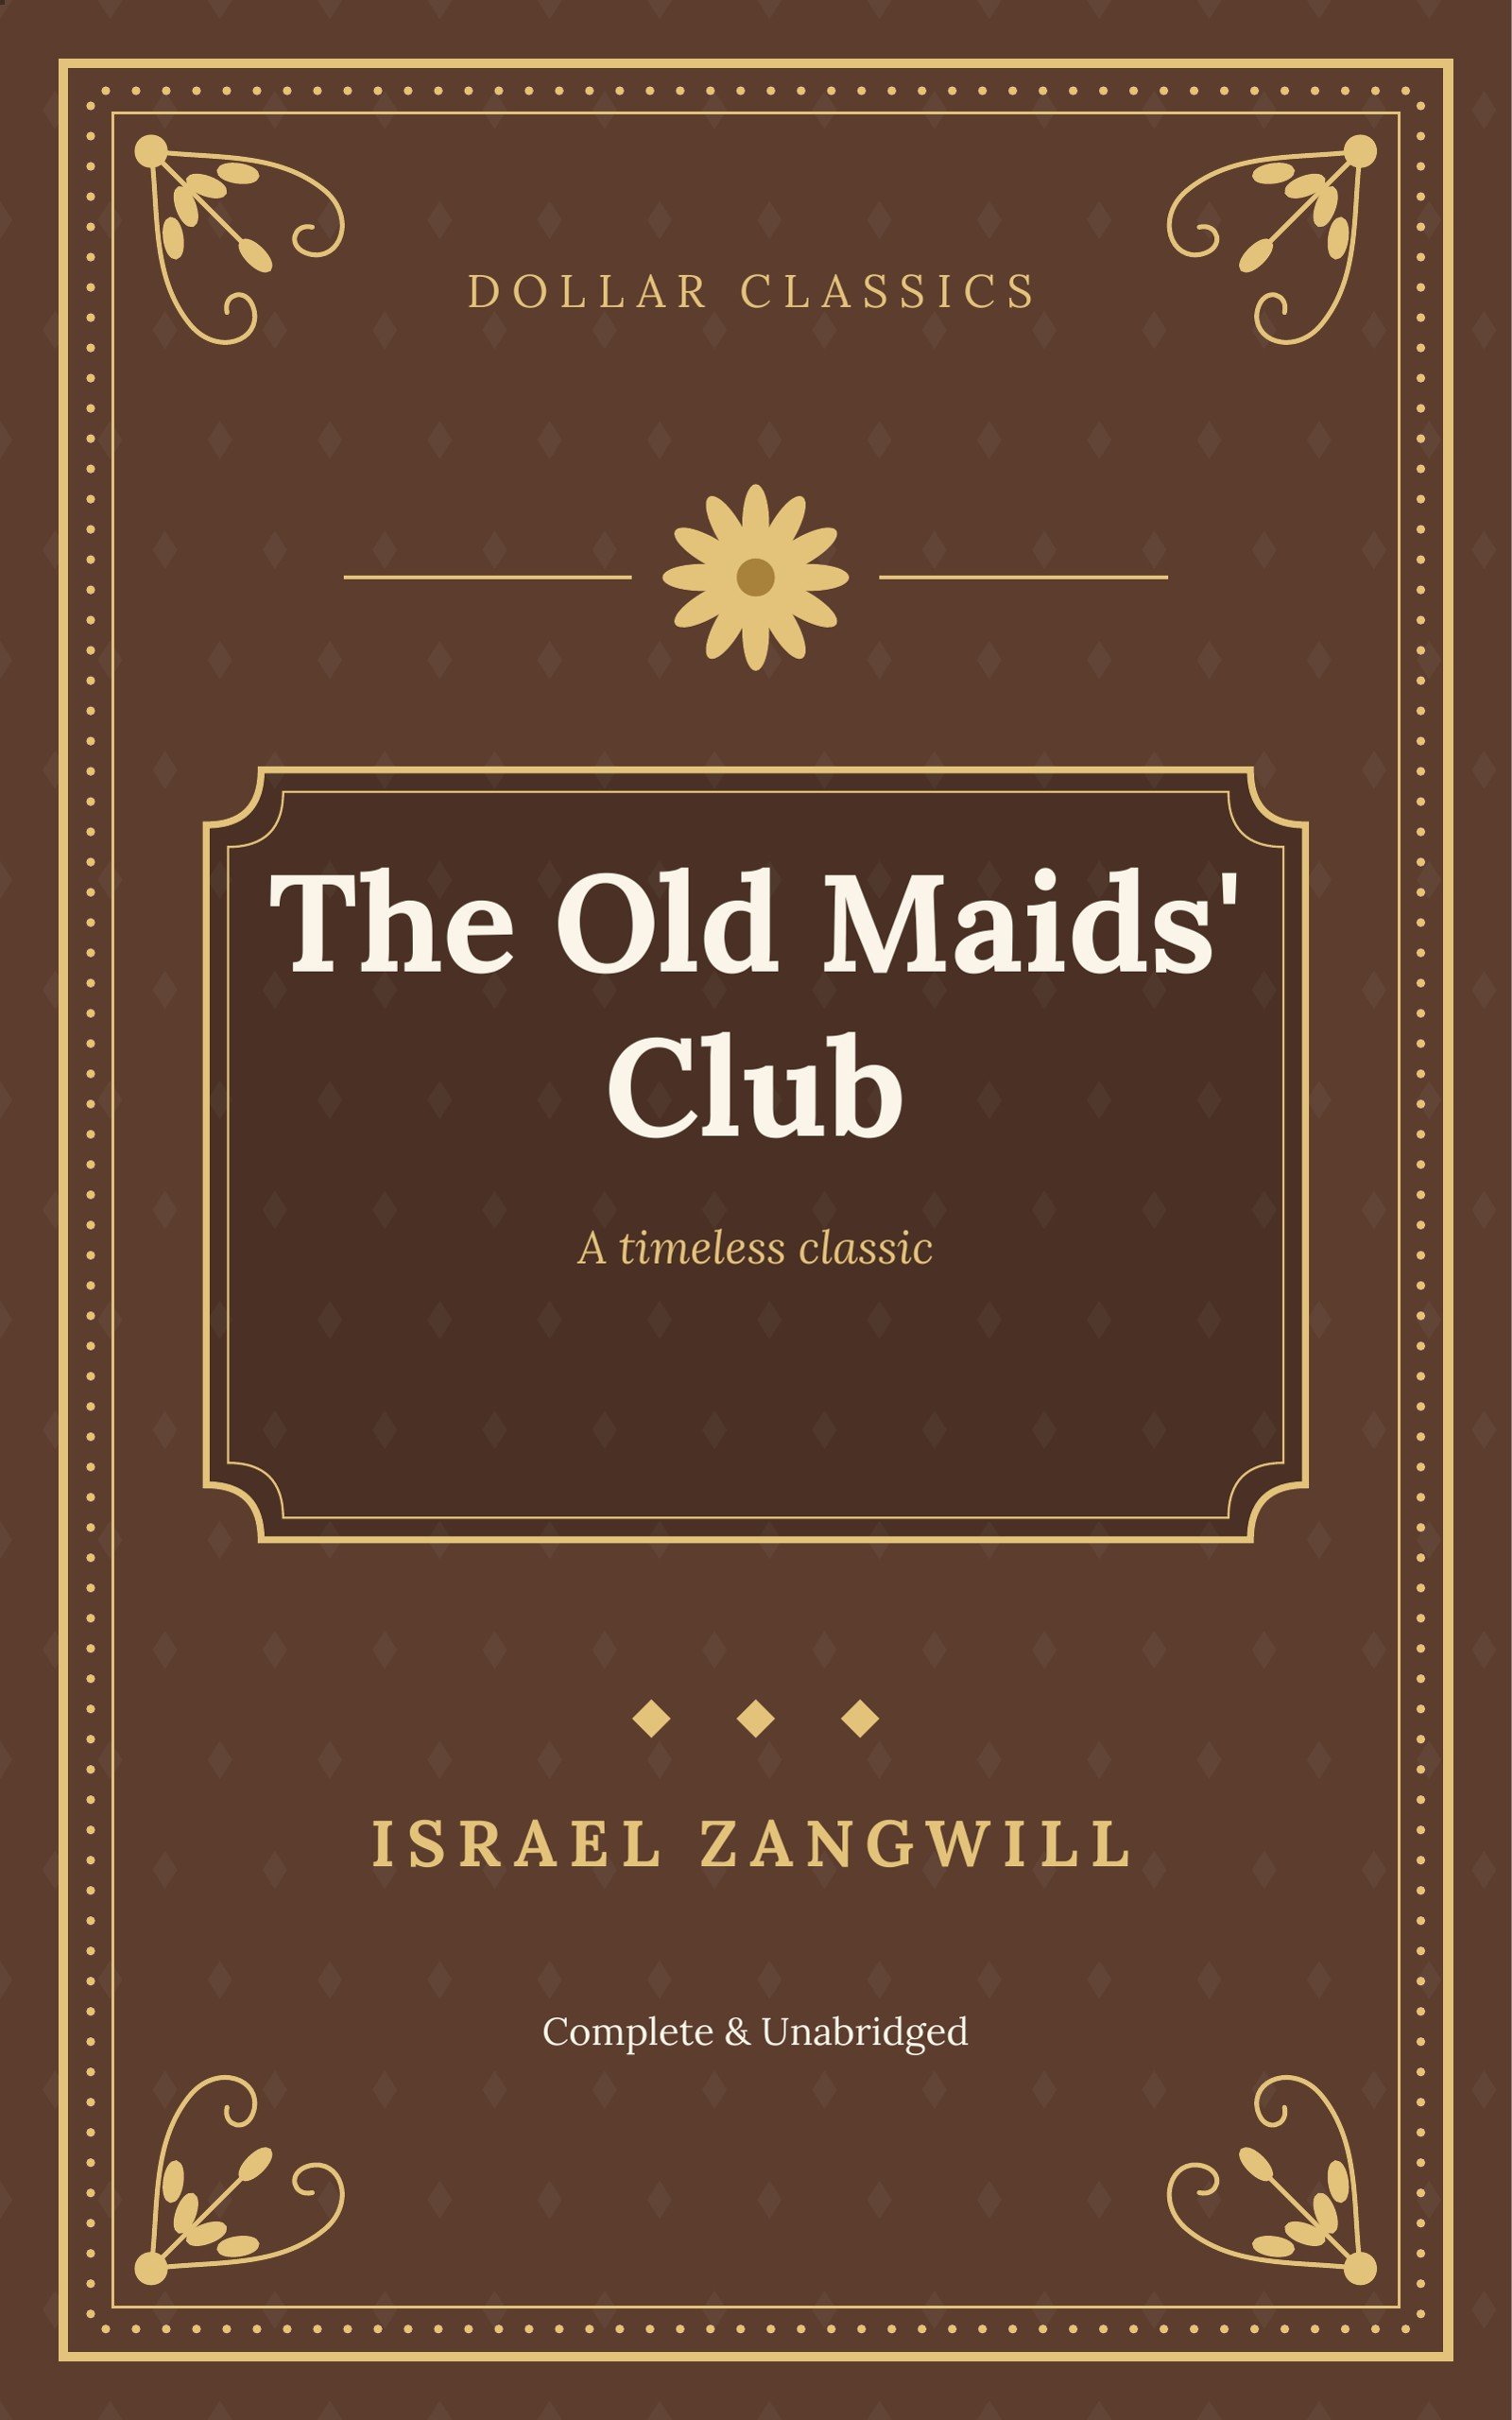 DOLLAR CLASSICS
The Old Maids'
Club
A timeless classic
ISRAEL ZANGWILL
Complete & Unabridged